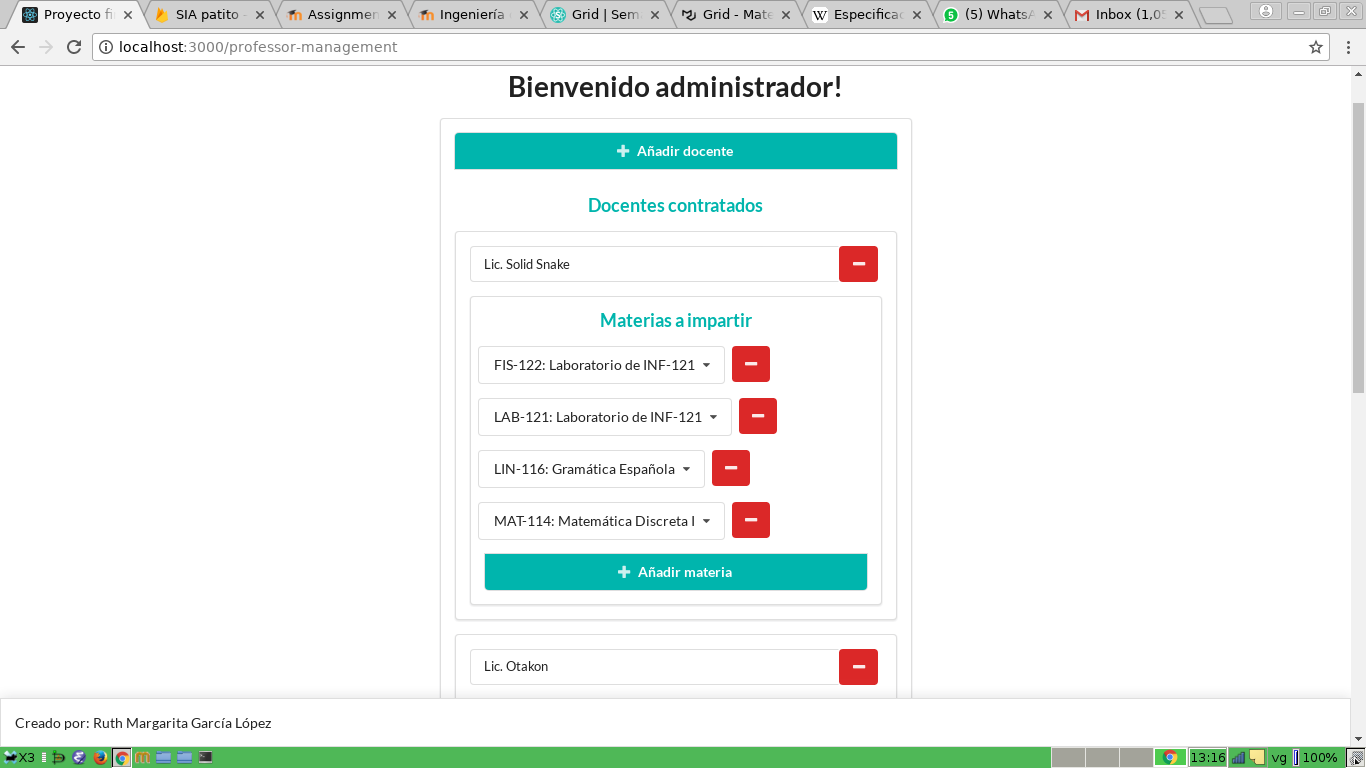 Proyecto fi
SIA patito -
Assignmen
Ingeniería
Grid | Sem
Grid - Mate
Especificac
(5) WhatsA
Inbox (1,05
localhost:3000/professor-management
Bienvenido administrador!
Añadir docente
Docentes contratados
Lic. Solid Snake
Materias a impartir
FIS-122: Laboratorio de INF-121
LAB-121: Laboratorio de INF-121
LIN-116: Gramática Española
MAT-114: Matemática Discreta I
Añadir materia
Lic. Otakon
Creado por: Ruth Margarita García López
X3
13:16
vg
100%